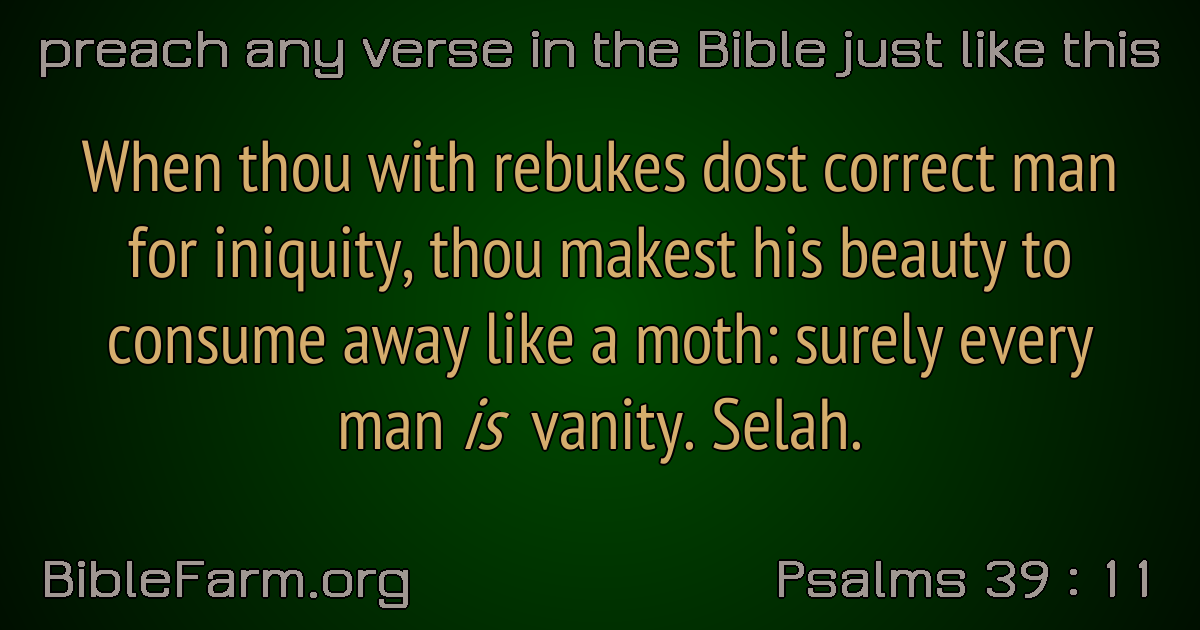 preach any verse in the Bible just like this
When thou with rebukes dost correct man
for iniquity, thou makest his beauty to
consume away like a moth: surely every
man is vanity. Selah.
BibleFarm.org
Psalms 39 : 11